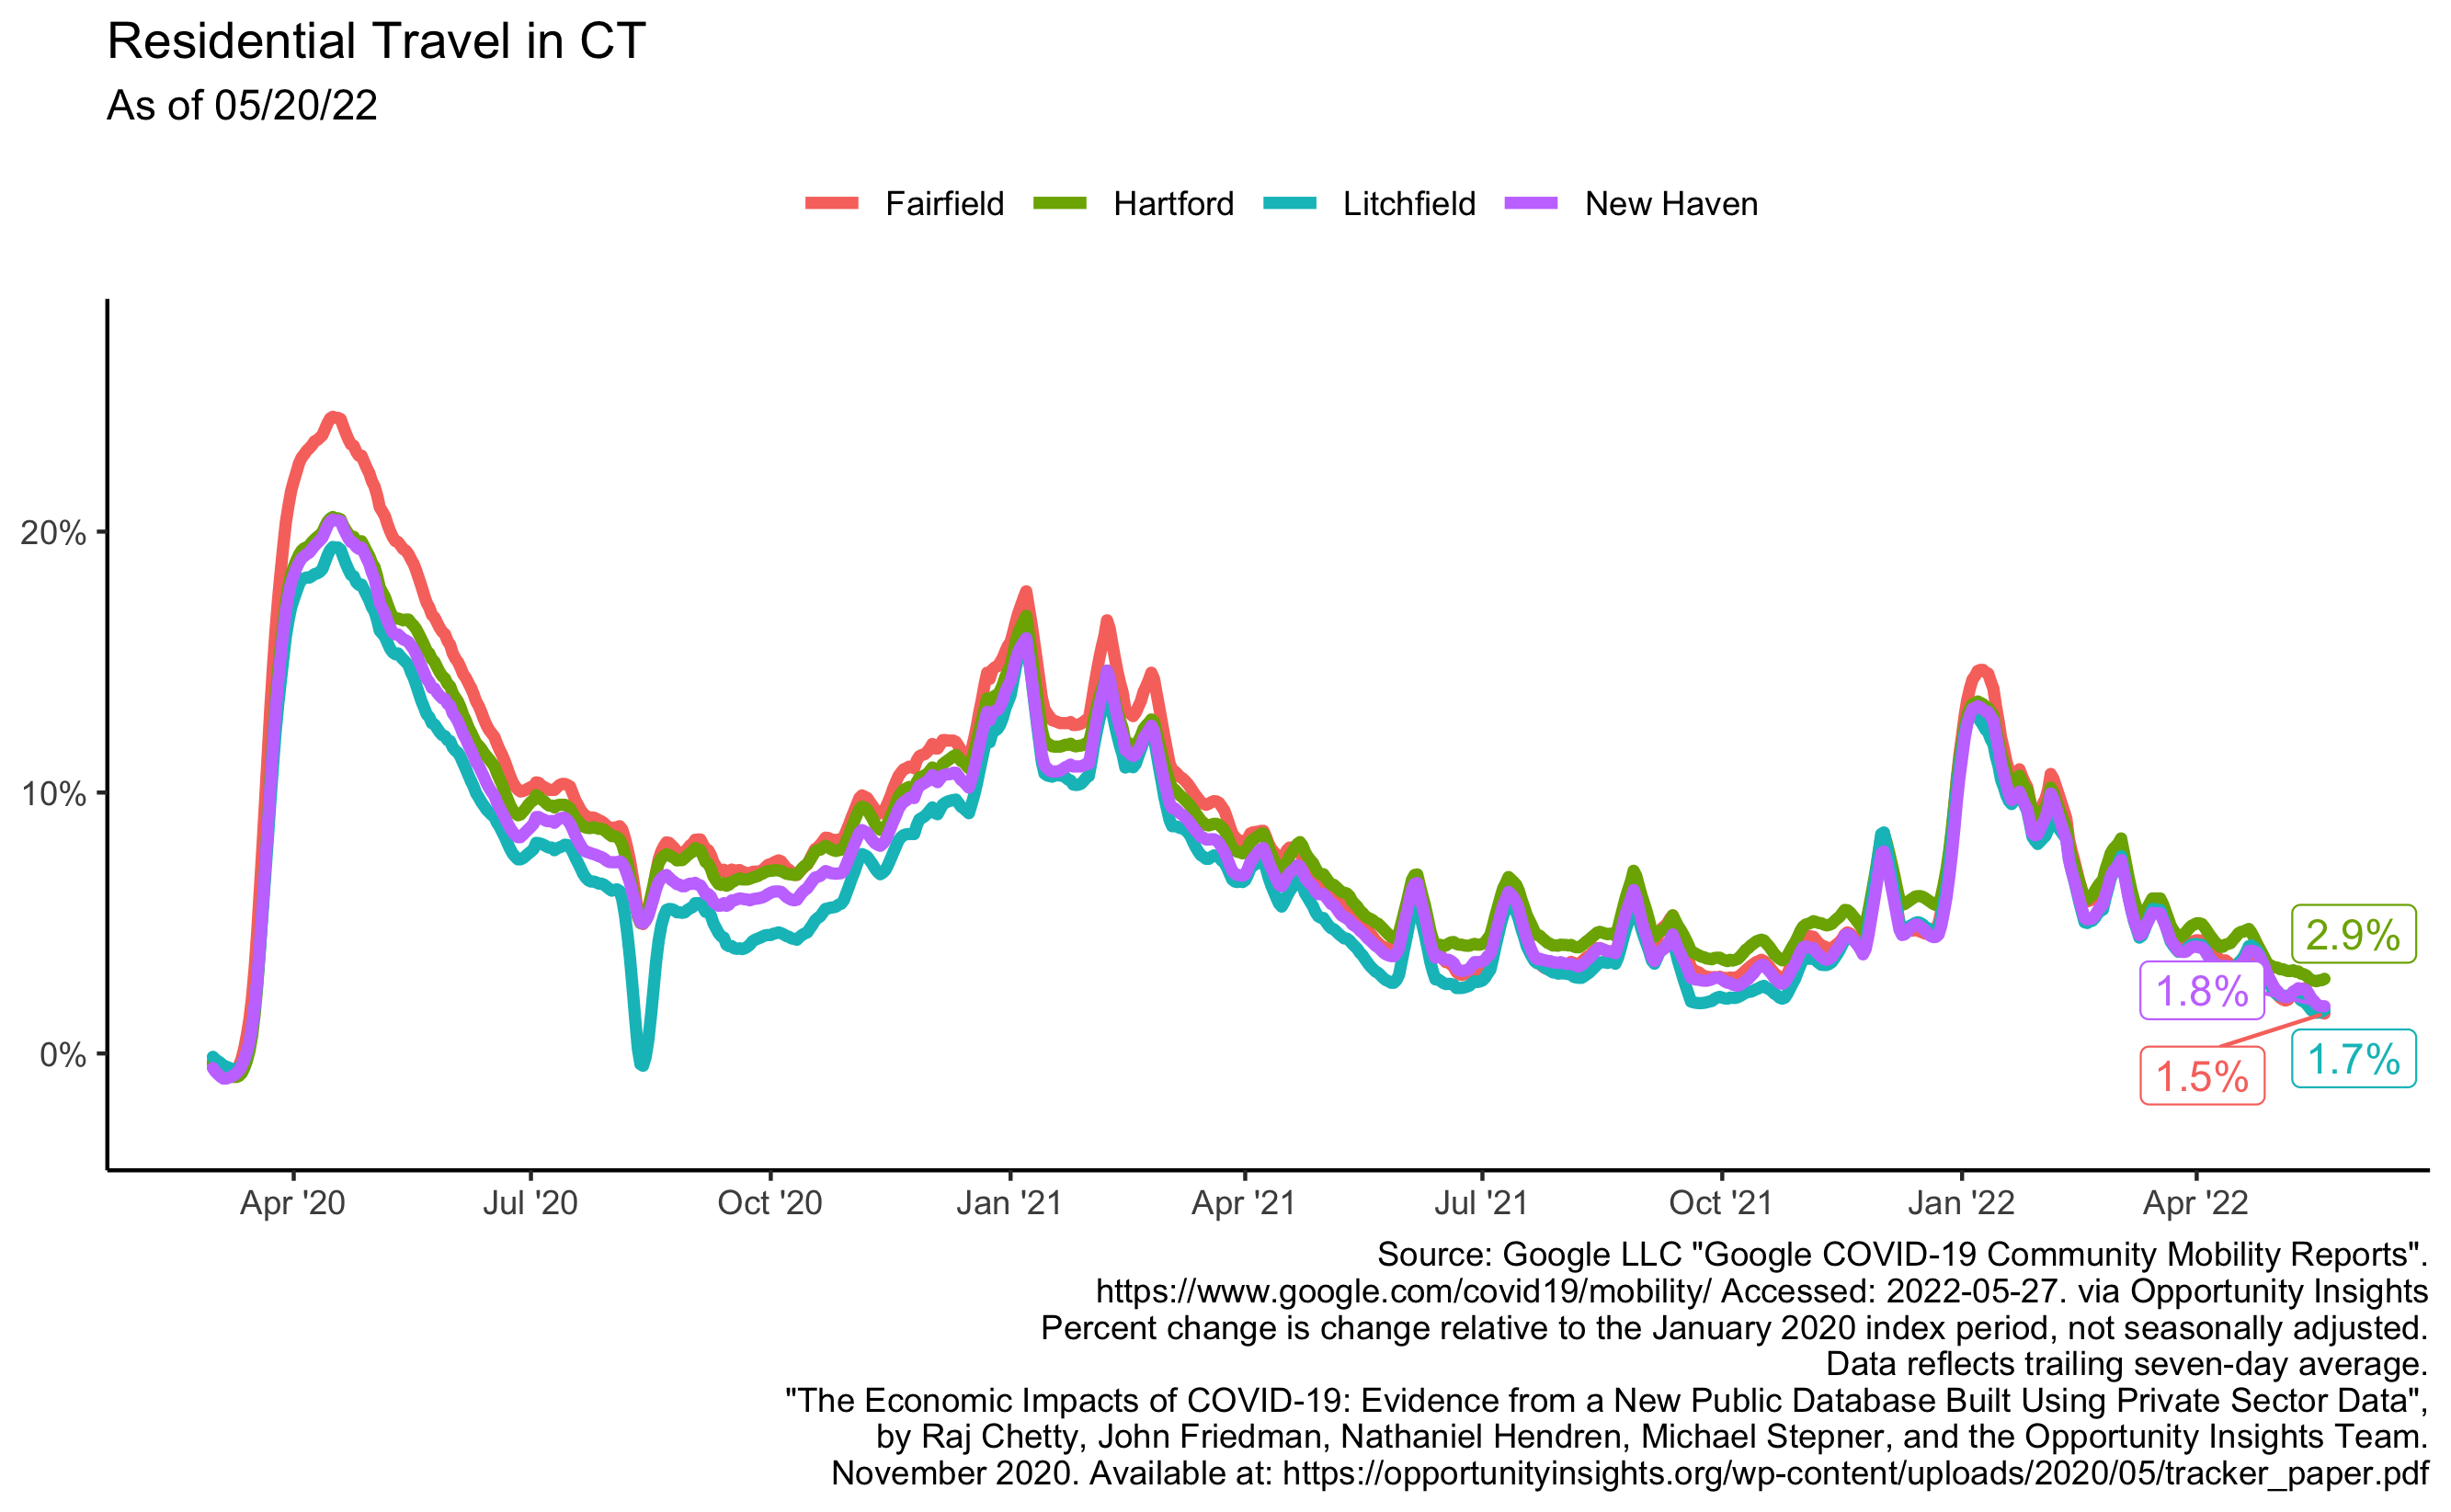 Residential Travel in CT
As of 05/20/22
Fairfield Hartford Litchfield New Haven
20%
10%
0%
2.9%
1.8%
1.7%
1.5%
Apr '20 Jul '20 Oct '20 Jan '21 Apr '21 Jul '21 Oct '21 Jan '22 Apr '22
Source: Google LLC "Google COVID-19 Community Mobility Reports".
https://www.google.com/covid19/mobility/ Accessed: 2022-05-27. via Opportunity Insights
Percent change is change relative to the January 2020 index period, not seasonally adjusted.
Data reflects trailing seven-day average.
"The Economic Impacts of COVID-19: Evidence from a New Public Database Built Using Private Sector Data",
by Raj Chetty, John Friedman, Nathaniel Hendren, Michael Stepner, and the Opportunity Insights Team.
November 2020. Available at: https://opportunityinsights.org/wp-content/uploads/2020/05/tracker_paper.pdf